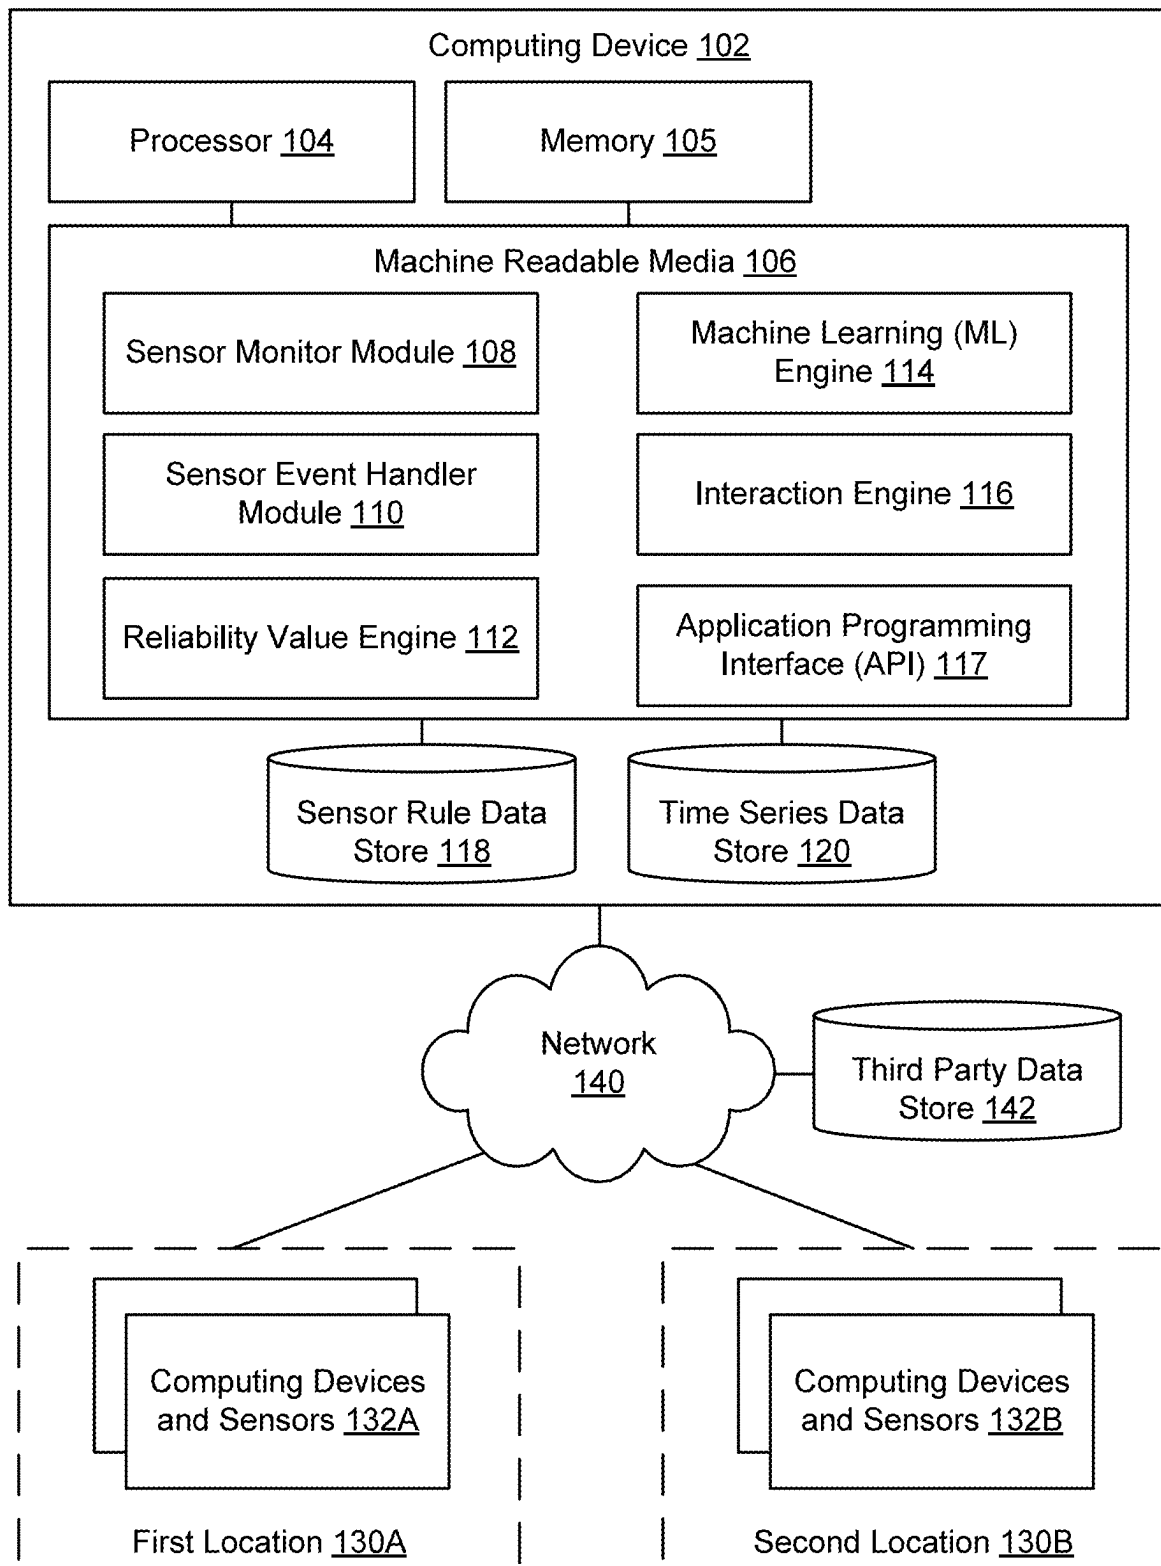 Computing Device 102
Processor 104
Memory 105
Machine Readable Media 106
Sensor Monitor Module 108
Machine Learning (ML)
Engine 114
Sensor Event Handler
Module 110
Interaction Engine 116
Reliability Value Engine 112
Application Programming
Interface (API) 117
Sensor Rule Data
Store 118
Time Series Data
Store 120
Network
140
Third Party Data
Store 142
Computing Devices
and Sensors 132A
First Location 130A
Computing Devices
and Sensors 132B
Second Location 130B